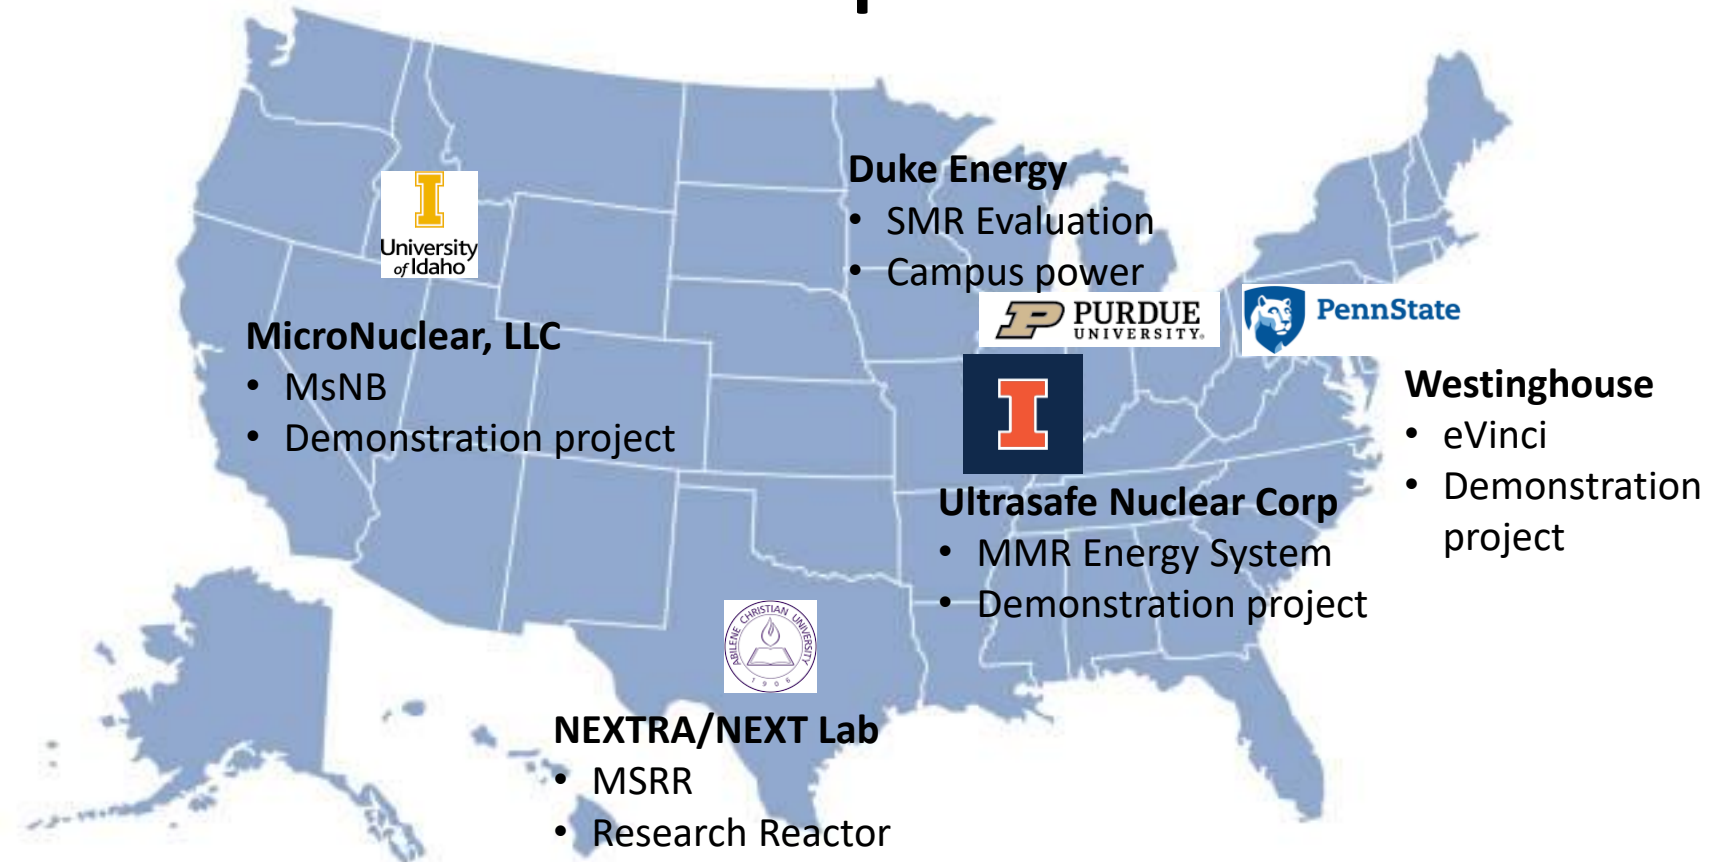 Duke Energy
• SMR Evaluation
• Campus power
I
University
of Idaho
PURDUE
UNIVERSITY®
PennState
MicroNuclear, LLC
• MsNB
• Demonstration project
I
Westinghouse
• eVinci
• Demonstration
project
Ultrasafe Nuclear Corp
• MMR Energy System
• Demonstration project
ABILENE CHRISTIAN UNIVERSITY
1906
NEXTRA/NEXT Lab
• MSRR
• Research Reactor